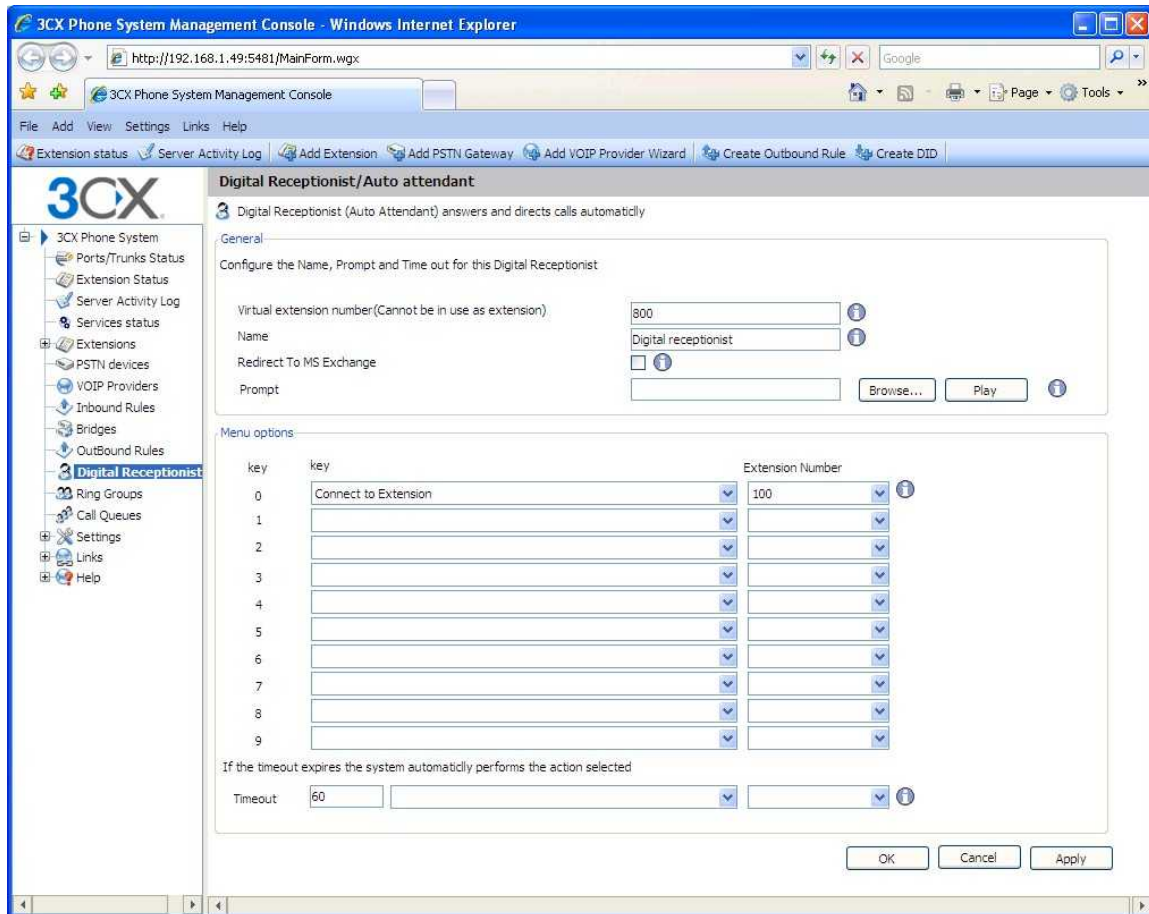 3CX Phone System Management Console - Windows Internet Explorer
http://192.168.1.49:5481/MainForm.wgx
Google
3CX Phone System Management Console
Page
Tools
»
File Add View Settings Links Help
Extension status Server Activity Log Add Extension Add PSTN Gateway Add VOIP Provider Wizard Create Outbound Rule Create DID
3CX
3CX Phone System
Ports/Trunks Status
Extension Status
Server Activity Log
Services status
Extensions
PSTN devices
VOIP Providers
Inbound Rules
Bridges
OutBound Rules
Digital Receptionist
Ring Groups
Call Queues
Settings
Links
Help
Digital Receptionist/Auto attendant
Digital Receptionist (Auto Attendant) answers and directs calls automaticlly
General
Configure the Name, Prompt and Time out for this Digital Receptionist
Virtual extension number(Cannot be in use as extension) 800
Name Digital receptionist
Redirect To MS Exchange
Prompt Browse... Play
Menu options
key key Extension Number
0 Connect to Extension 100
1
2
3
4
5
6
7
8
9
If the timeout expires the system automaticlly performs the action selected
Timeout 60
OK Cancel Apply